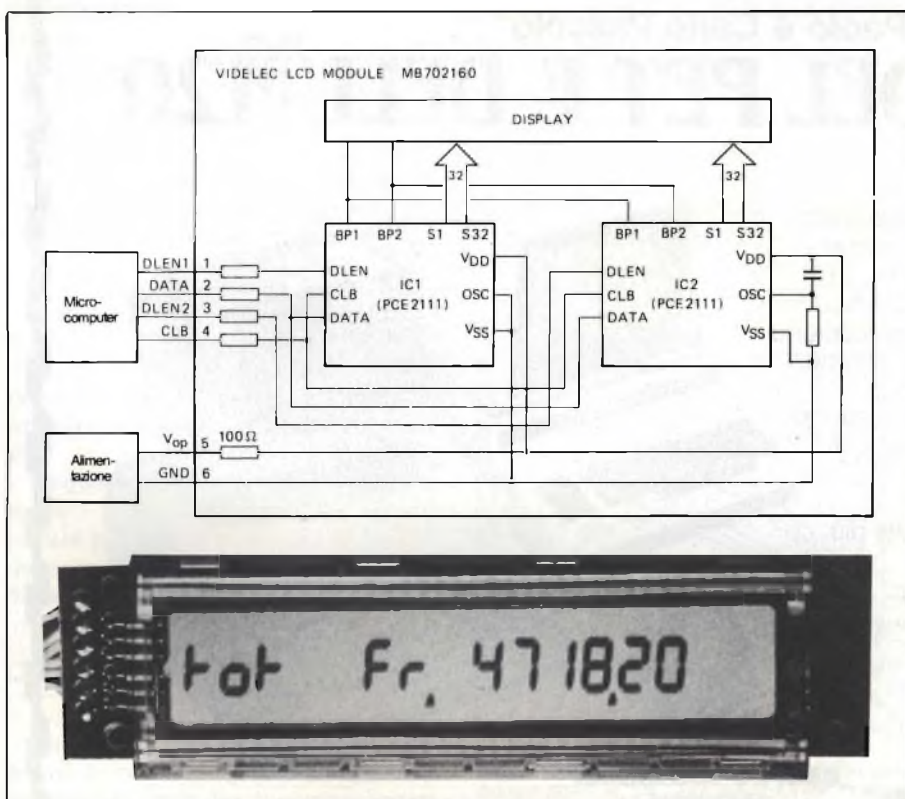 VIDELEC LCD MODULE MB702160
DISPLAY
32
32
BP1 BP2 S1 S32
BP1 BP2 S1 S32
VDD
VDD
DLEN1 1
DLEN
DLEN
DATA 2
IC1
IC2
Micro-
computer
DLEN2 3
CLB
(PCE2111)
OSC
CLB
(PCE2111)
OSC
CLB 4
DATA
DATA
VSS
VSS
Vop 5 100Ω
Alimen-
tazione
GND 6
tot Fr. 4718.20